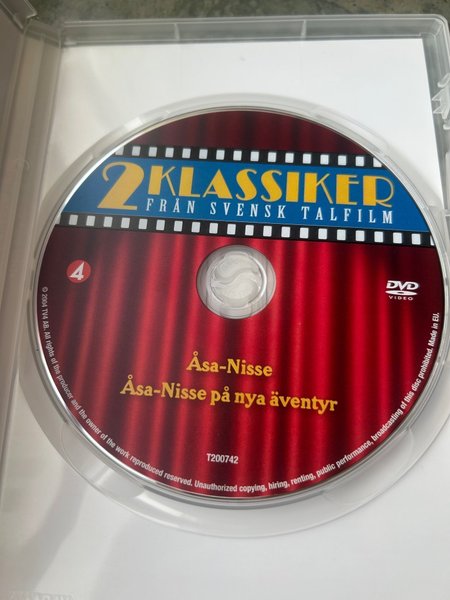 2 KLASSIKER
FRÅN SVENSK TALFILM
4
DVD
VIDEO
Åsa-Nisse
Åsa-Nisse på nya äventyr
T200742
© 2004 TV4 AB. All rights of the producer and the owner of the work reproduced reserved. Unauthorized copying, hiring, renting, public performance, broadcasting of this disc prohibited. Made in EU.